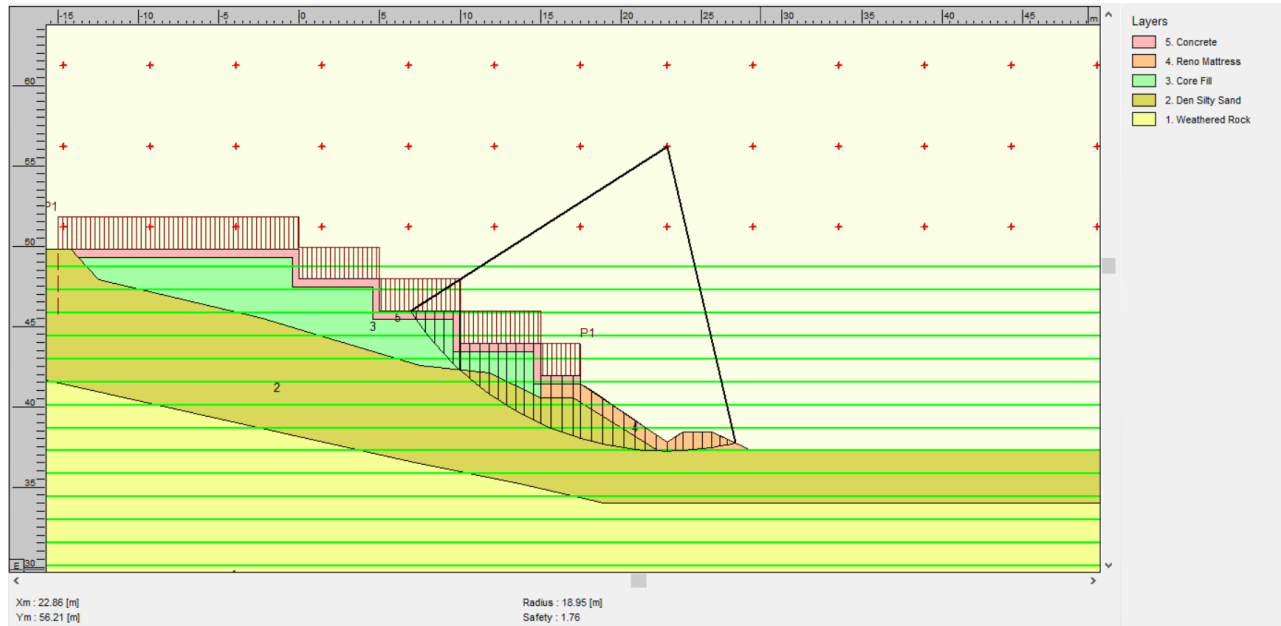 -15 -10 -5 0 5 10 15 20 25 30 35 40 45 m
Layers
5. Concrete
4. Reno Mattress
3. Core Fill
2. Den Silty Sand
1. Weathered Rock
60
55
P1
50
45
3
5
P1
40
2
4
35
E 30
Xm : 22.86 [m]
Radius : 18.95 [m]
Ym : 56.21 [m]
Safety : 1.76